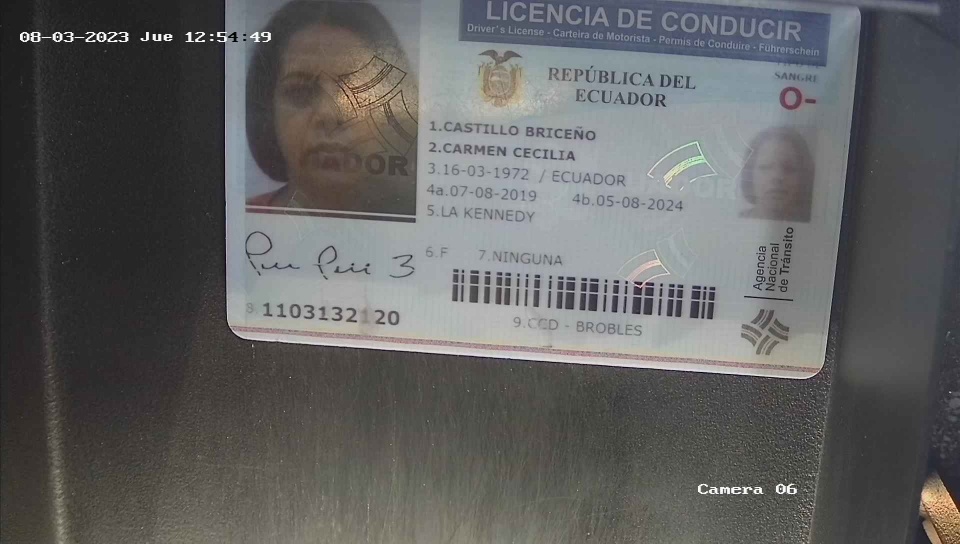 08-03-2023 Jue 12:54:49
LICENCIA DE CONDUCIR
Driver's License - Carteira de Motorista - Permis de Conduire - Führerschein
REPÚBLICA DEL
ECUADOR
SANGRE
O-
1.CASTILLO BRICEÑO
2.CARMEN CECILIA
3.16-03-1972 / ECUADOR
4a.07-08-2019 4b.05-08-2024
5.LA KENNEDY
6.F 7.NINGUNA
8.1103132120
9.CCD - BROBLES
Agencia
Nacional
de Tránsito
Camera 06